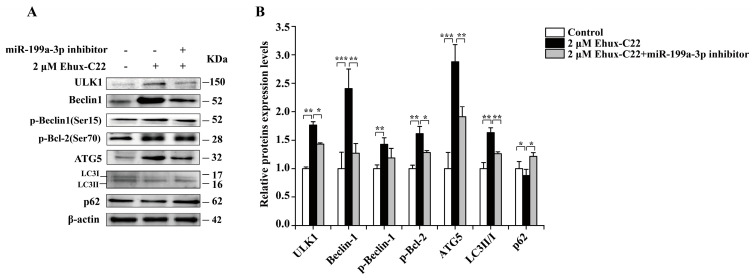 A
miR-199a-3p inhibitor - - +
2 μM Ehux-C22 - + + KDa
ULK1 150
Beclin1 52
p-Beclin1(Ser15) 52
p-Bcl-2(Ser70) 28
ATG5 32
LC3I 17
LC3II 16
p62 62
β-actin 42
B
Control
2 μM Ehux-C22
2 μM Ehux-C22+miR-199a-3p inhibitor
Relative proteins expression levels
3.5
3.0
2.5
2.0
1.5
1.0
0.5
0.0
** *
*** **
**
** *
*** **
** **
* *
ULK1
Beclin-1
p-Beclin-1
p-Bcl-2
ATG5
LC3II/I
p62